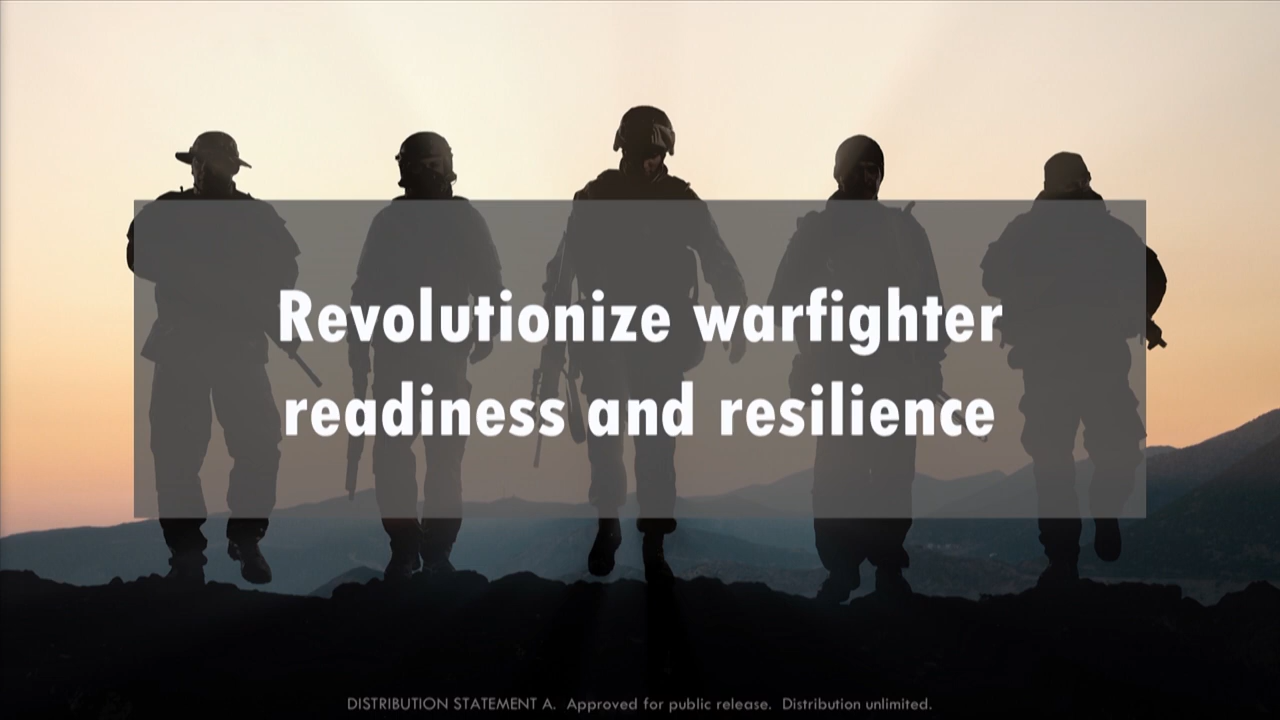 Revolutionize warfighter
readiness and resilience
DISTRIBUTION STATEMENT A. Approved for public release. Distribution unlimited.